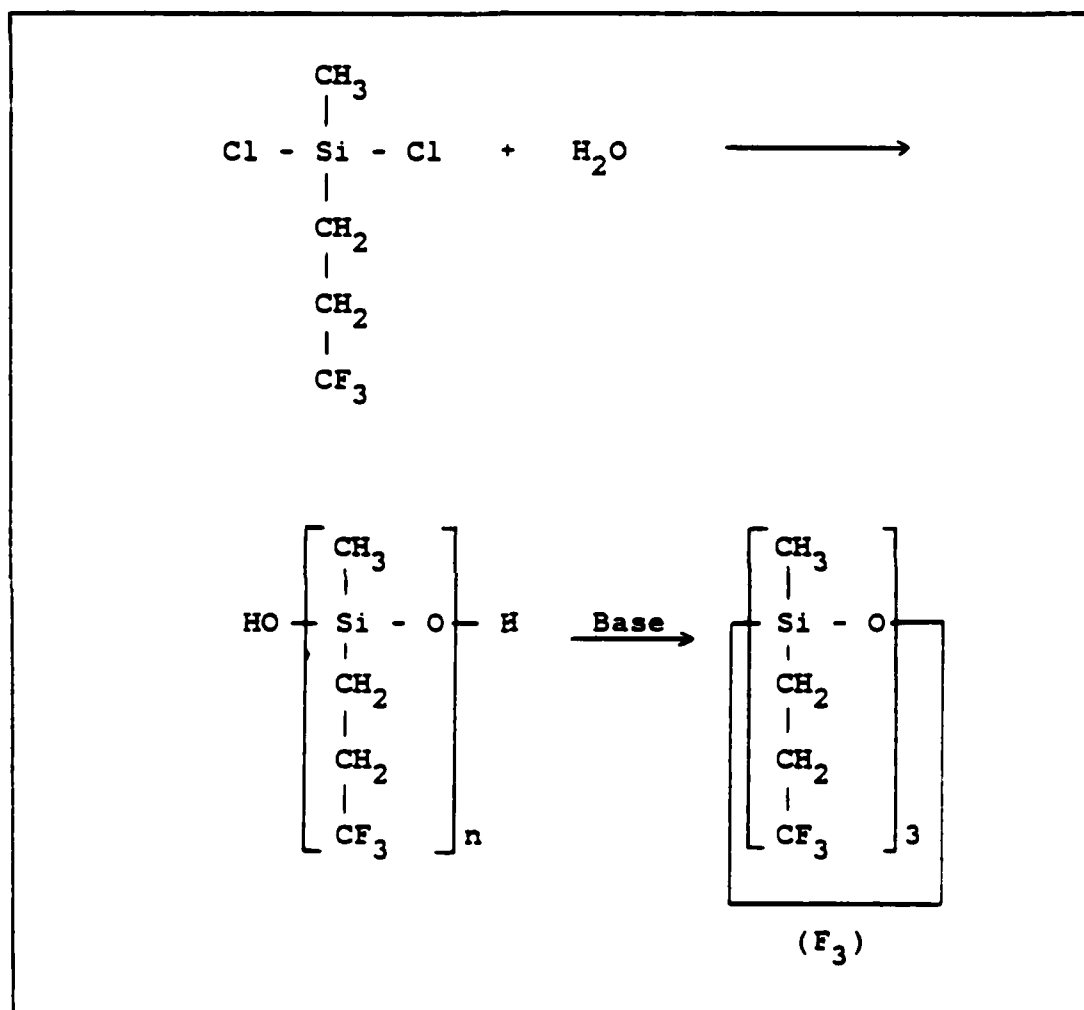 CH3
Cl - Si - Cl + H2O
CH2
CH2
CF3
CH3 CH3
HO Si - O H Base Si - O
CH2 CH2
CH2 CH2
CF3 n CF3 3
(F3)